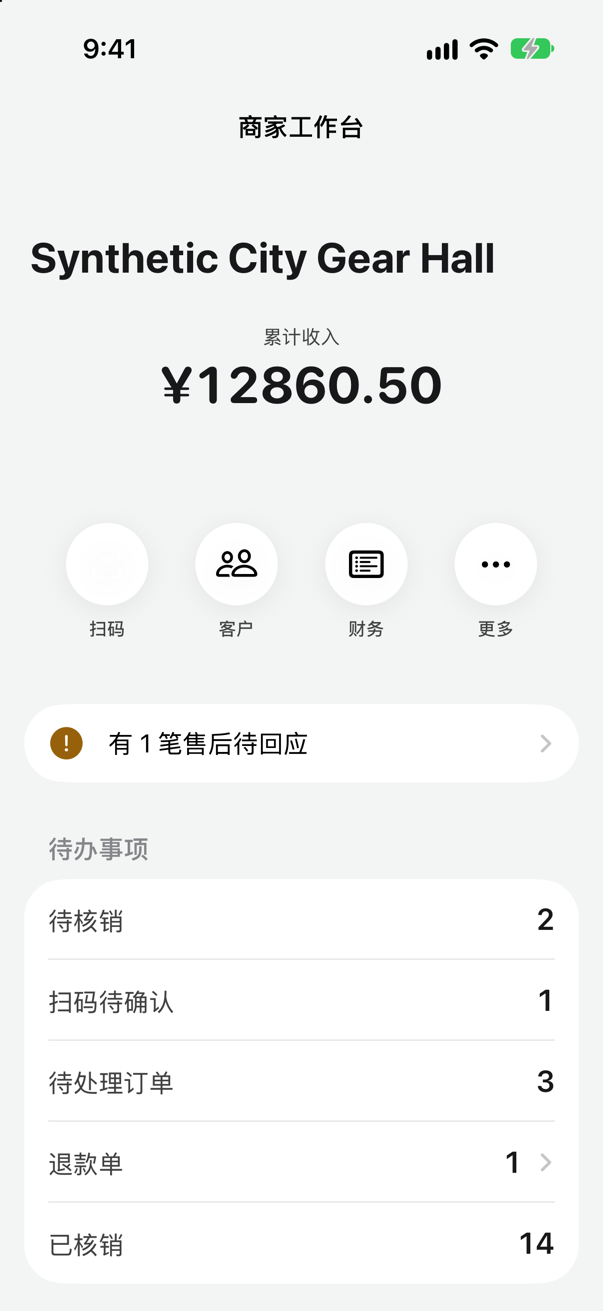 9:41
商家工作台
Synthetic City Gear Hall
累计收入
¥12860.50
扫码
客户
财务
更多
有 1 笔售后待回应
待办事项
待核销 2
扫码待确认 1
待处理订单 3
退款单 1
已核销 14